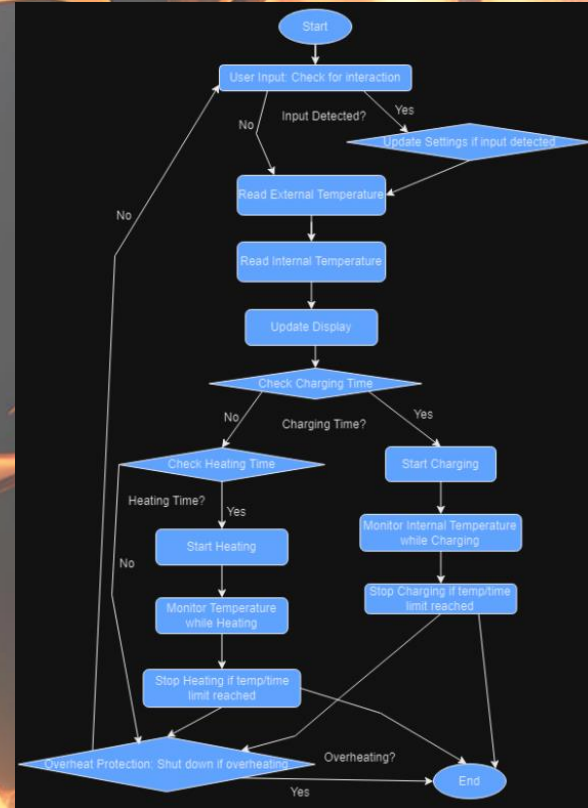 Start
User Input: Check for interaction
Input Detected?
Yes
No
Update Settings if input detected
Read External Temperature
No
Read Internal Temperature
Update Display
Check Charging Time
No
Charging Time?
Yes
Check Heating Time
Start Charging
Heating Time?
Yes
Monitor Internal Temperature
while Charging
Start Heating
No
Stop Charging if temp/time
limit reached
Monitor Temperature
while Heating
Stop Heating if temp/time
limit reached
Overheat Protection: Shut down if overheating
Overheating?
Yes
End